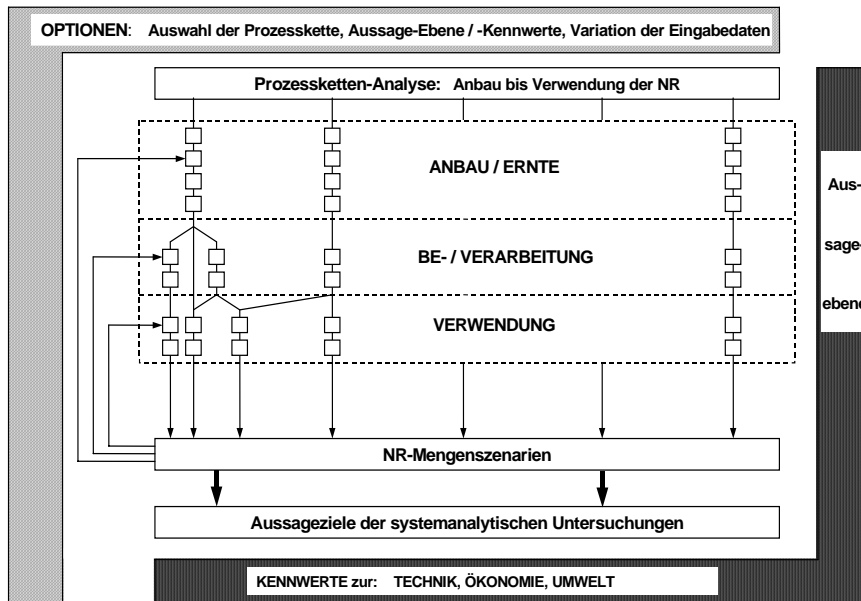 OPTIONEN: Auswahl der Prozesskette, Aussage-Ebene / -Kennwerte, Variation der Eingabedaten
Prozessketten-Analyse: Anbau bis Verwendung der NR
ANBAU / ERNTE
Aus-
sage-
ebene
BE- / VERARBEITUNG
VERWENDUNG
NR-Mengenszenarien
Aussageziele der systemanalytischen Untersuchungen
KENNWERTE zur: TECHNIK, ÖKONOMIE, UMWELT